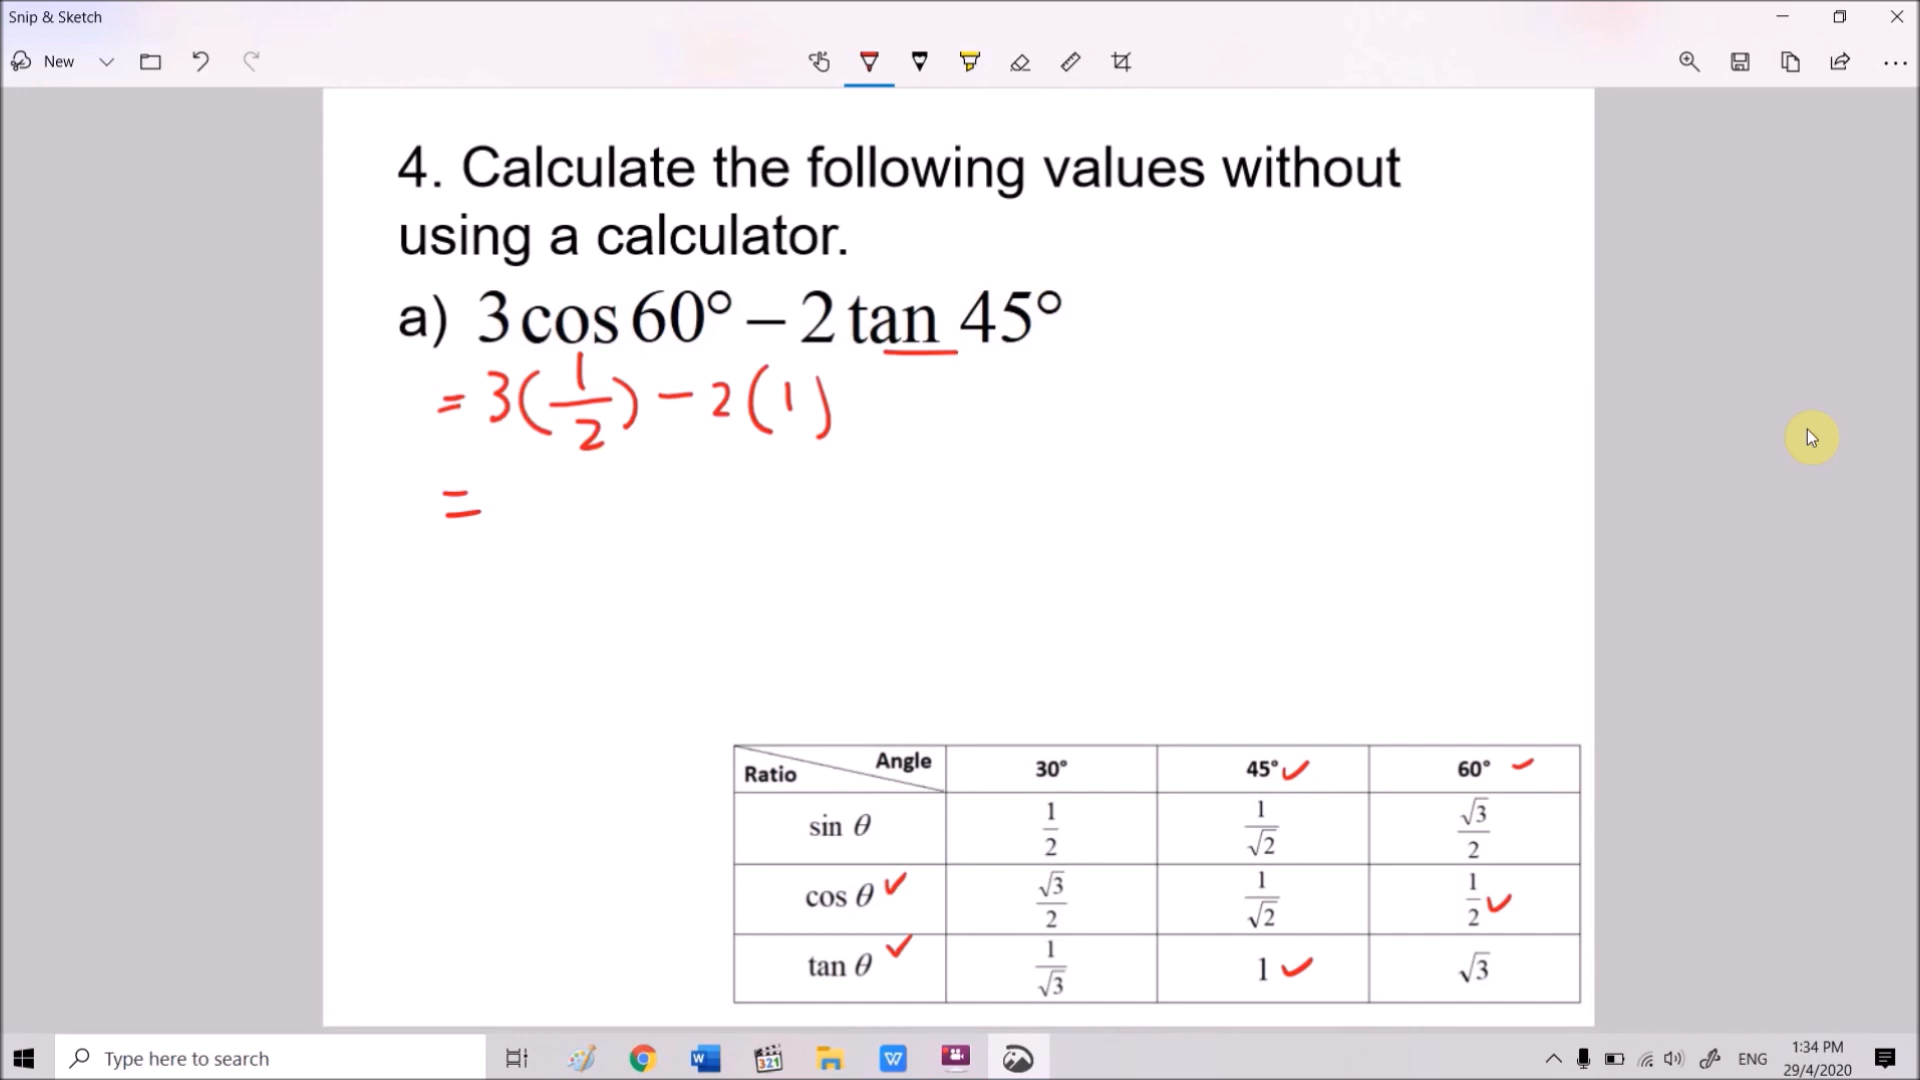 Snip & Sketch
New
4. Calculate the following values without
using a calculator.
a) 3 cos 60° – 2 tan 45°
= 3(1/2) - 2(1)
=
Ratio Angle 30° 45°✓ 60° ✓
sin θ 1/2 1/√2 √3/2
cos θ ✓ √3/2 1/√2 1/2 ✓
tan θ ✓ 1/√3 1 ✓ √3
Type here to search
321
W
W
ENG
1:34 PM
29/4/2020